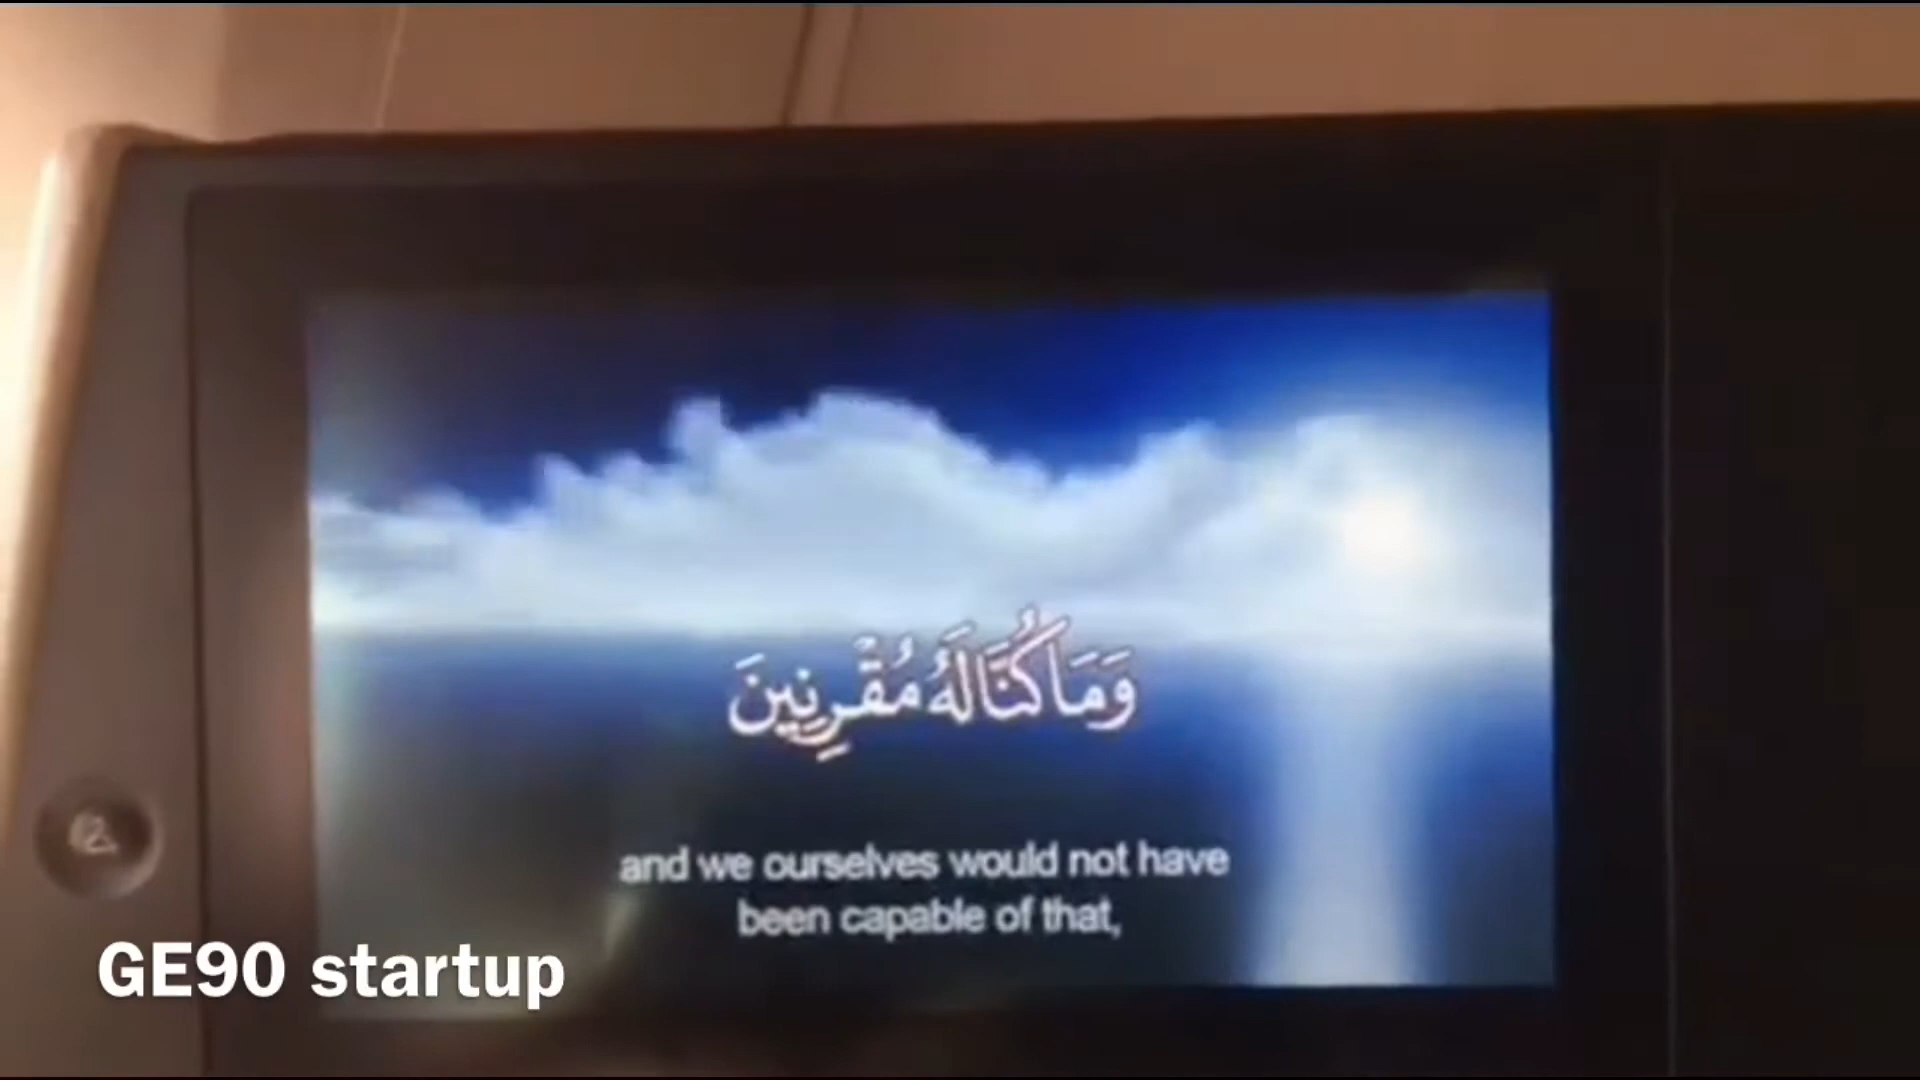 وَمَا كُنَّا لَهُ مُقْرِنِينَ
and we ourselves would not have
been capable of that,
GE90 startup